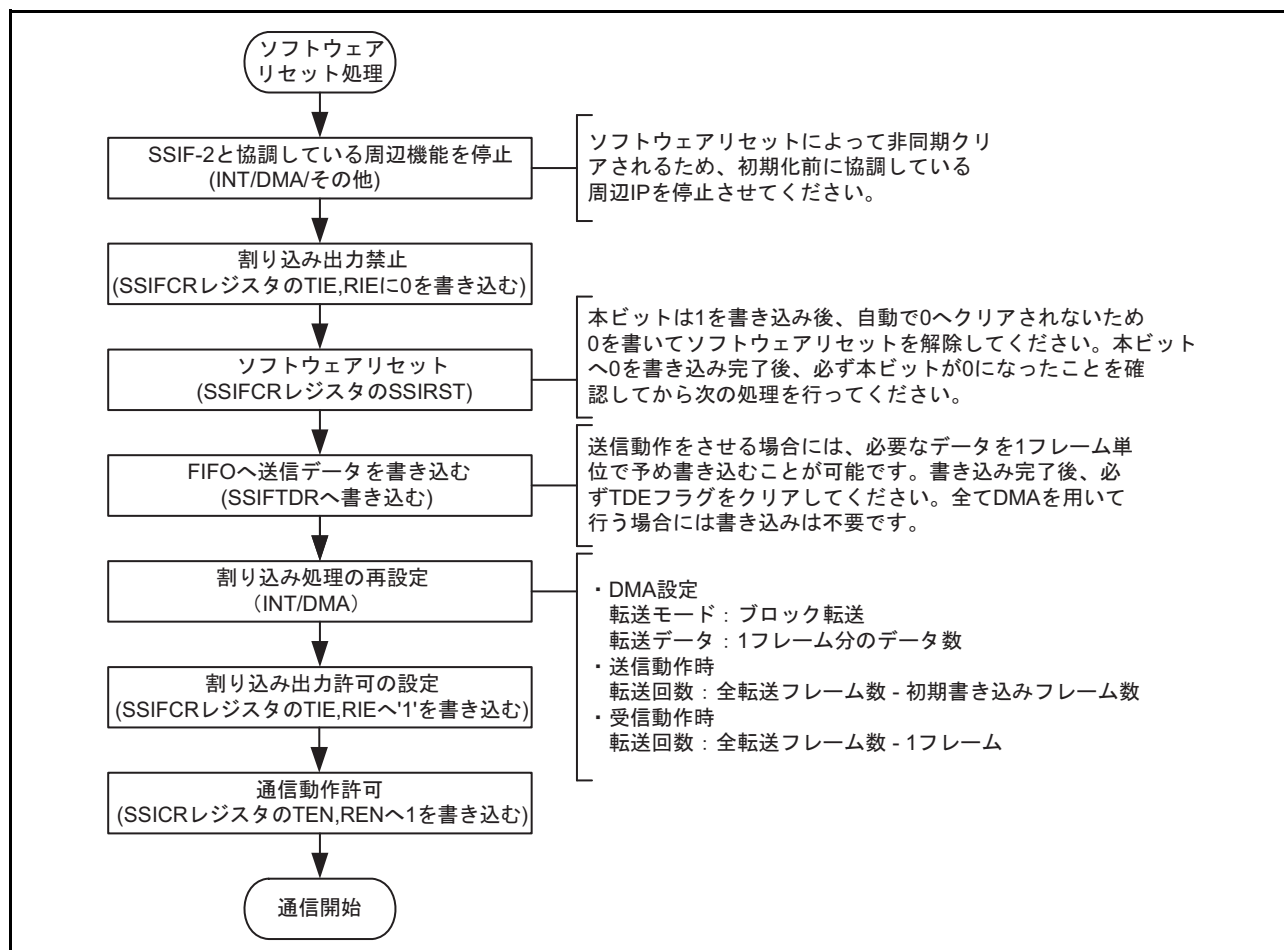 ソフトウェア
リセット処理
SSIF-2と協調している周辺機能を停止
(INT/DMA/その他)
ソフトウェアリセットによって非同期クリ
アされるため、初期化前に協調している
周辺IPを停止させてください。
割り込み出力禁止
(SSIFCRレジスタのTIE,RIEに0を書き込む)
ソフトウェアリセット
(SSIFCRレジスタのSSIRST)
本ビットは1を書き込み後、自動で0へクリアされないため
0を書いてソフトウェアリセットを解除してください。本ビット
へ0を書き込み完了後、必ず本ビットが0になったことを確
認してから次の処理を行ってください。
FIFOへ送信データを書き込む
(SSIFTDRへ書き込む)
送信動作をさせる場合には、必要なデータを1フレーム単
位で予め書き込むことが可能です。書き込み完了後、必
ずTDEフラグをクリアしてください。全てDMAを用いて
行う場合には書き込みは不要です。
割り込み処理の再設定
（INT/DMA）
・DMA設定
転送モード：ブロック転送
転送データ：1フレーム分のデータ数
・送信動作時
転送回数：全転送フレーム数 - 初期書き込みフレーム数
・受信動作時
転送回数：全転送フレーム数 - 1フレーム
割り込み出力許可の設定
(SSIFCRレジスタのTIE,RIEへ'1'を書き込む)
通信動作許可
(SSICRレジスタのTEN,RENへ1を書き込む)
通信開始